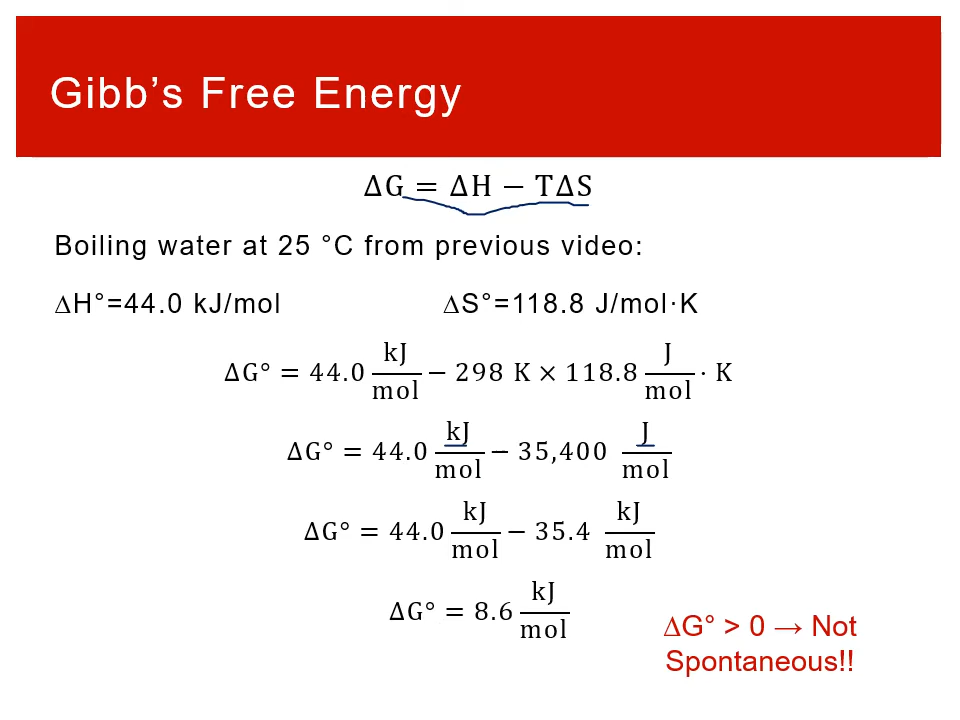 Gibb's Free Energy
ΔG = ΔH − TΔS
Boiling water at 25 °C from previous video:
ΔH°=44.0 kJ/mol ΔS°=118.8 J/mol·K
ΔG° = 44.0 kJ/mol − 298 K × 118.8 J/mol · K
ΔG° = 44.0 kJ/mol − 35,400 J/mol
ΔG° = 44.0 kJ/mol − 35.4 kJ/mol
ΔG° = 8.6 kJ/mol
ΔG° > 0 → Not
Spontaneous!!